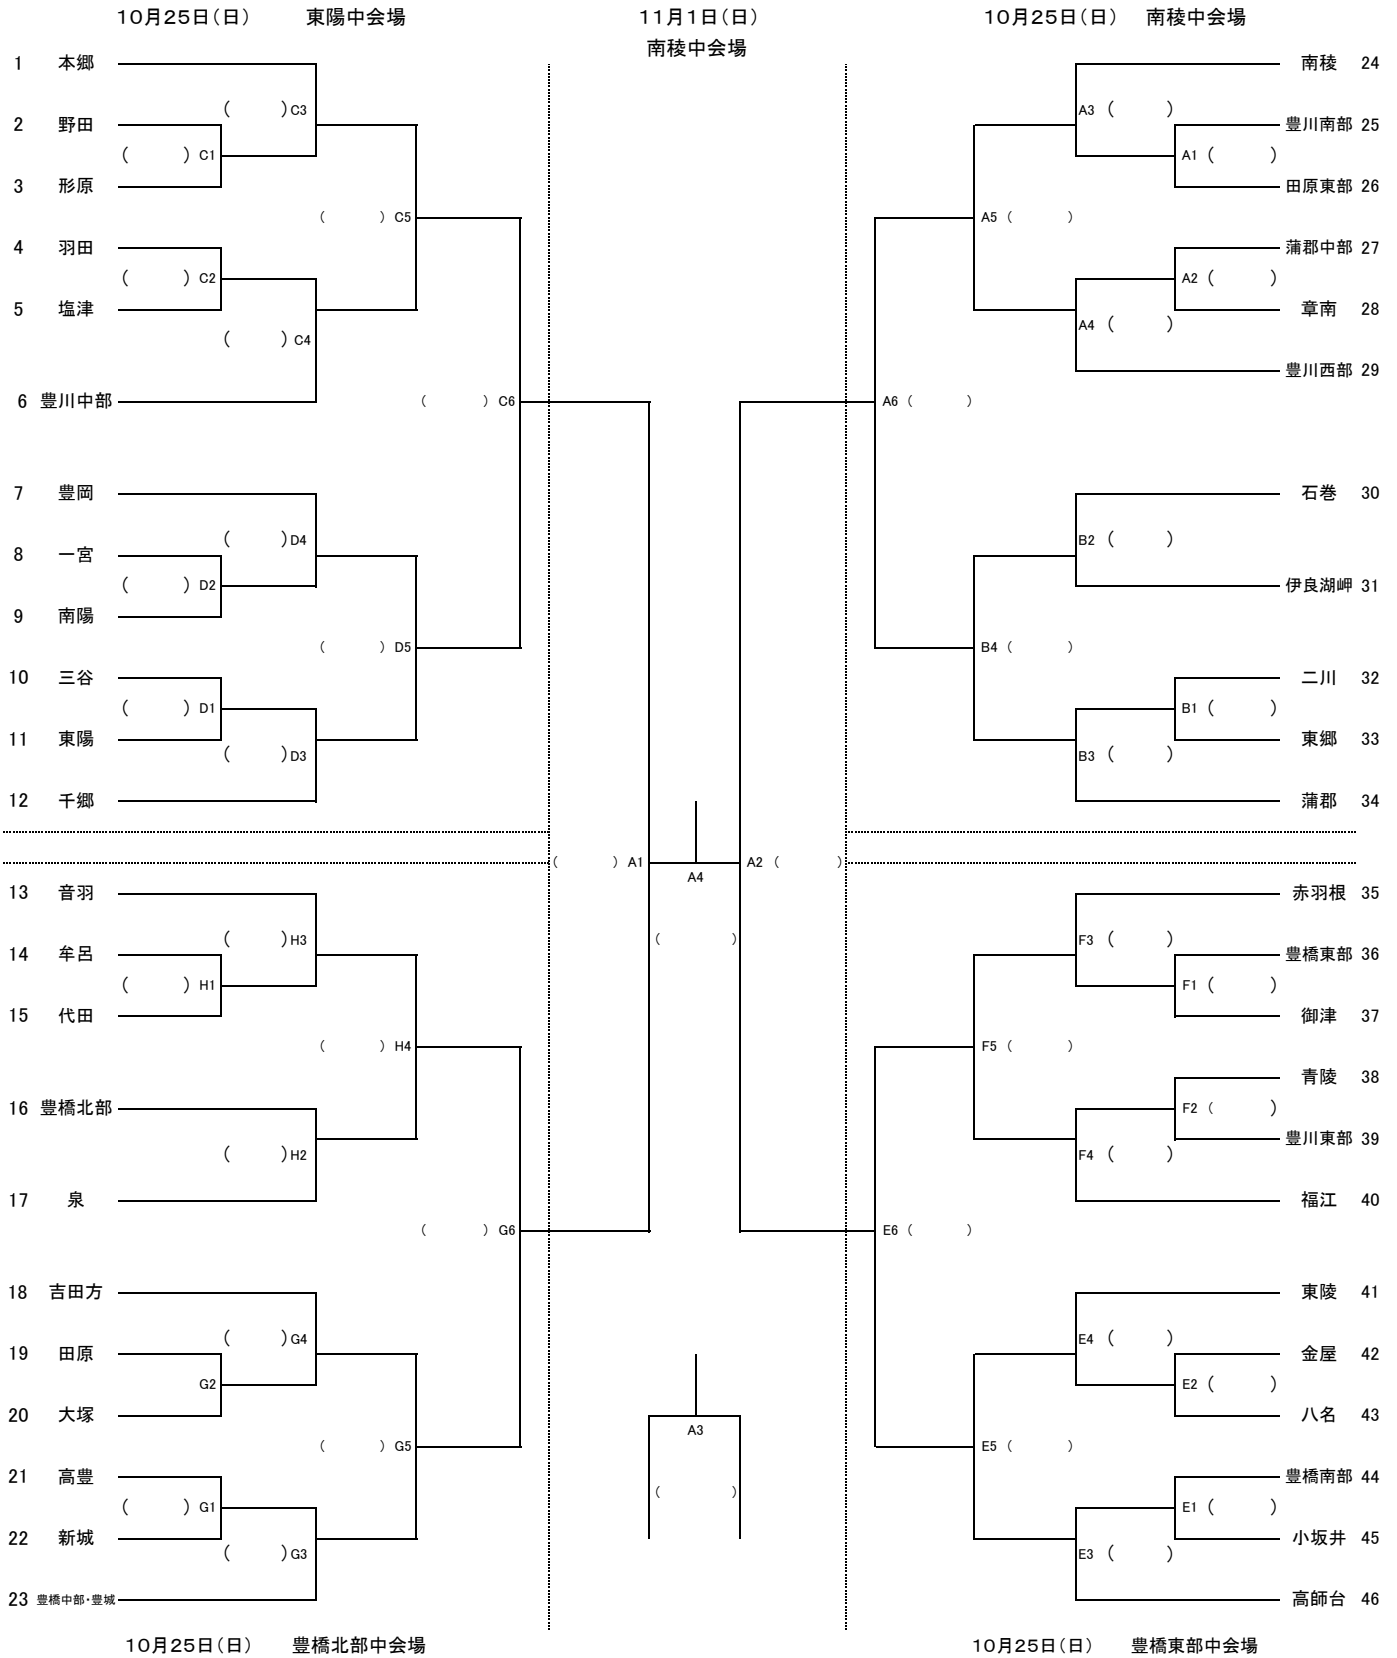 10月25日(日) 東陽中会場
11月1日(日)
南稜中会場
10月25日(日) 南稜中会場
1 本郷
( )C3
2 野田
( ) C1
3 形原
( ) C5
4 羽田
( ) C2
5 塩津
( ) C4
6 豊川中部
( ) C6
7 豊岡
( )D4
8 一宮
( ) D2
9 南陽
( ) D5
10 三谷
( ) D1
11 東陽
( )D3
12 千郷
南稜 24
A3 ( )
豊川南部 25
A1 ( )
田原東部 26
A5 ( )
蒲郡中部 27
A2 ( )
章南 28
A4 ( )
豊川西部 29
A6 ( )
石巻 30
B2 ( )
伊良湖岬 31
B4 ( )
二川 32
B1 ( )
東郷 33
B3 ( )
蒲郡 34
( ) A1
A2 ( )
A4
( )
13 音羽
( )H3
14 牟呂
( ) H1
15 代田
( ) H4
16 豊橋北部
( )H2
17 泉
( ) G6
18 吉田方
( )G4
19 田原
G2
20 大塚
( ) G5
21 高豊
( ) G1
22 新城
( )G3
23 豊橋中部・豊城
A3
( )
赤羽根 35
F3 ( )
豊橋東部 36
F1 ( )
御津 37
F5 ( )
青陵 38
F2 ( )
豊川東部 39
F4 ( )
福江 40
E6 ( )
東陵 41
E4 ( )
金屋 42
E2 ( )
八名 43
E5 ( )
豊橋南部 44
E1 ( )
小坂井 45
E3 ( )
高師台 46
10月25日(日) 豊橋北部中会場
10月25日(日) 豊橋東部中会場